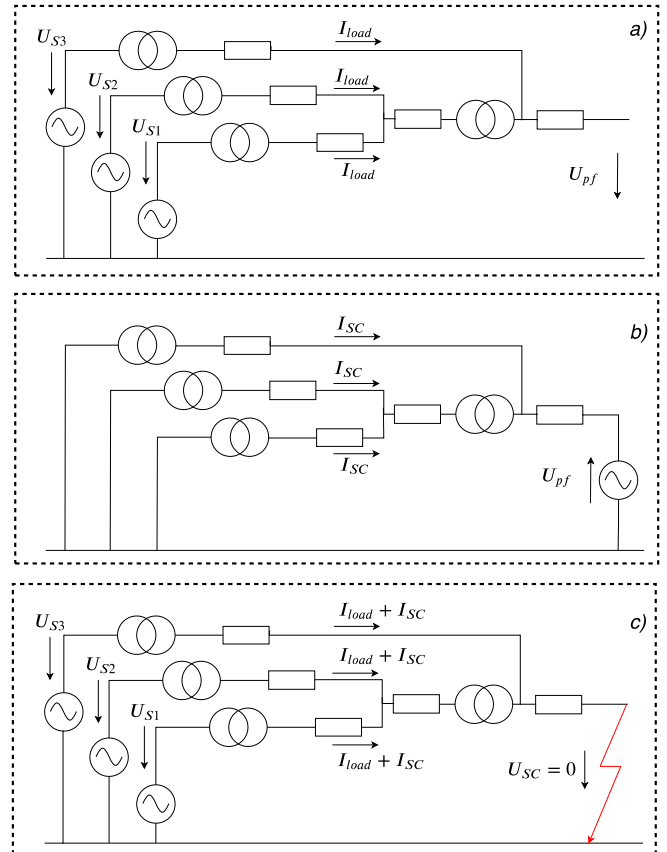 I_load
a)
U_S3
U_S2
I_load
U_S1
I_load
U_pf
I_SC
b)
I_SC
I_SC
U_pf
I_load + I_SC
c)
U_S3
U_S2
I_load + I_SC
U_S1
I_load + I_SC
U_SC = 0